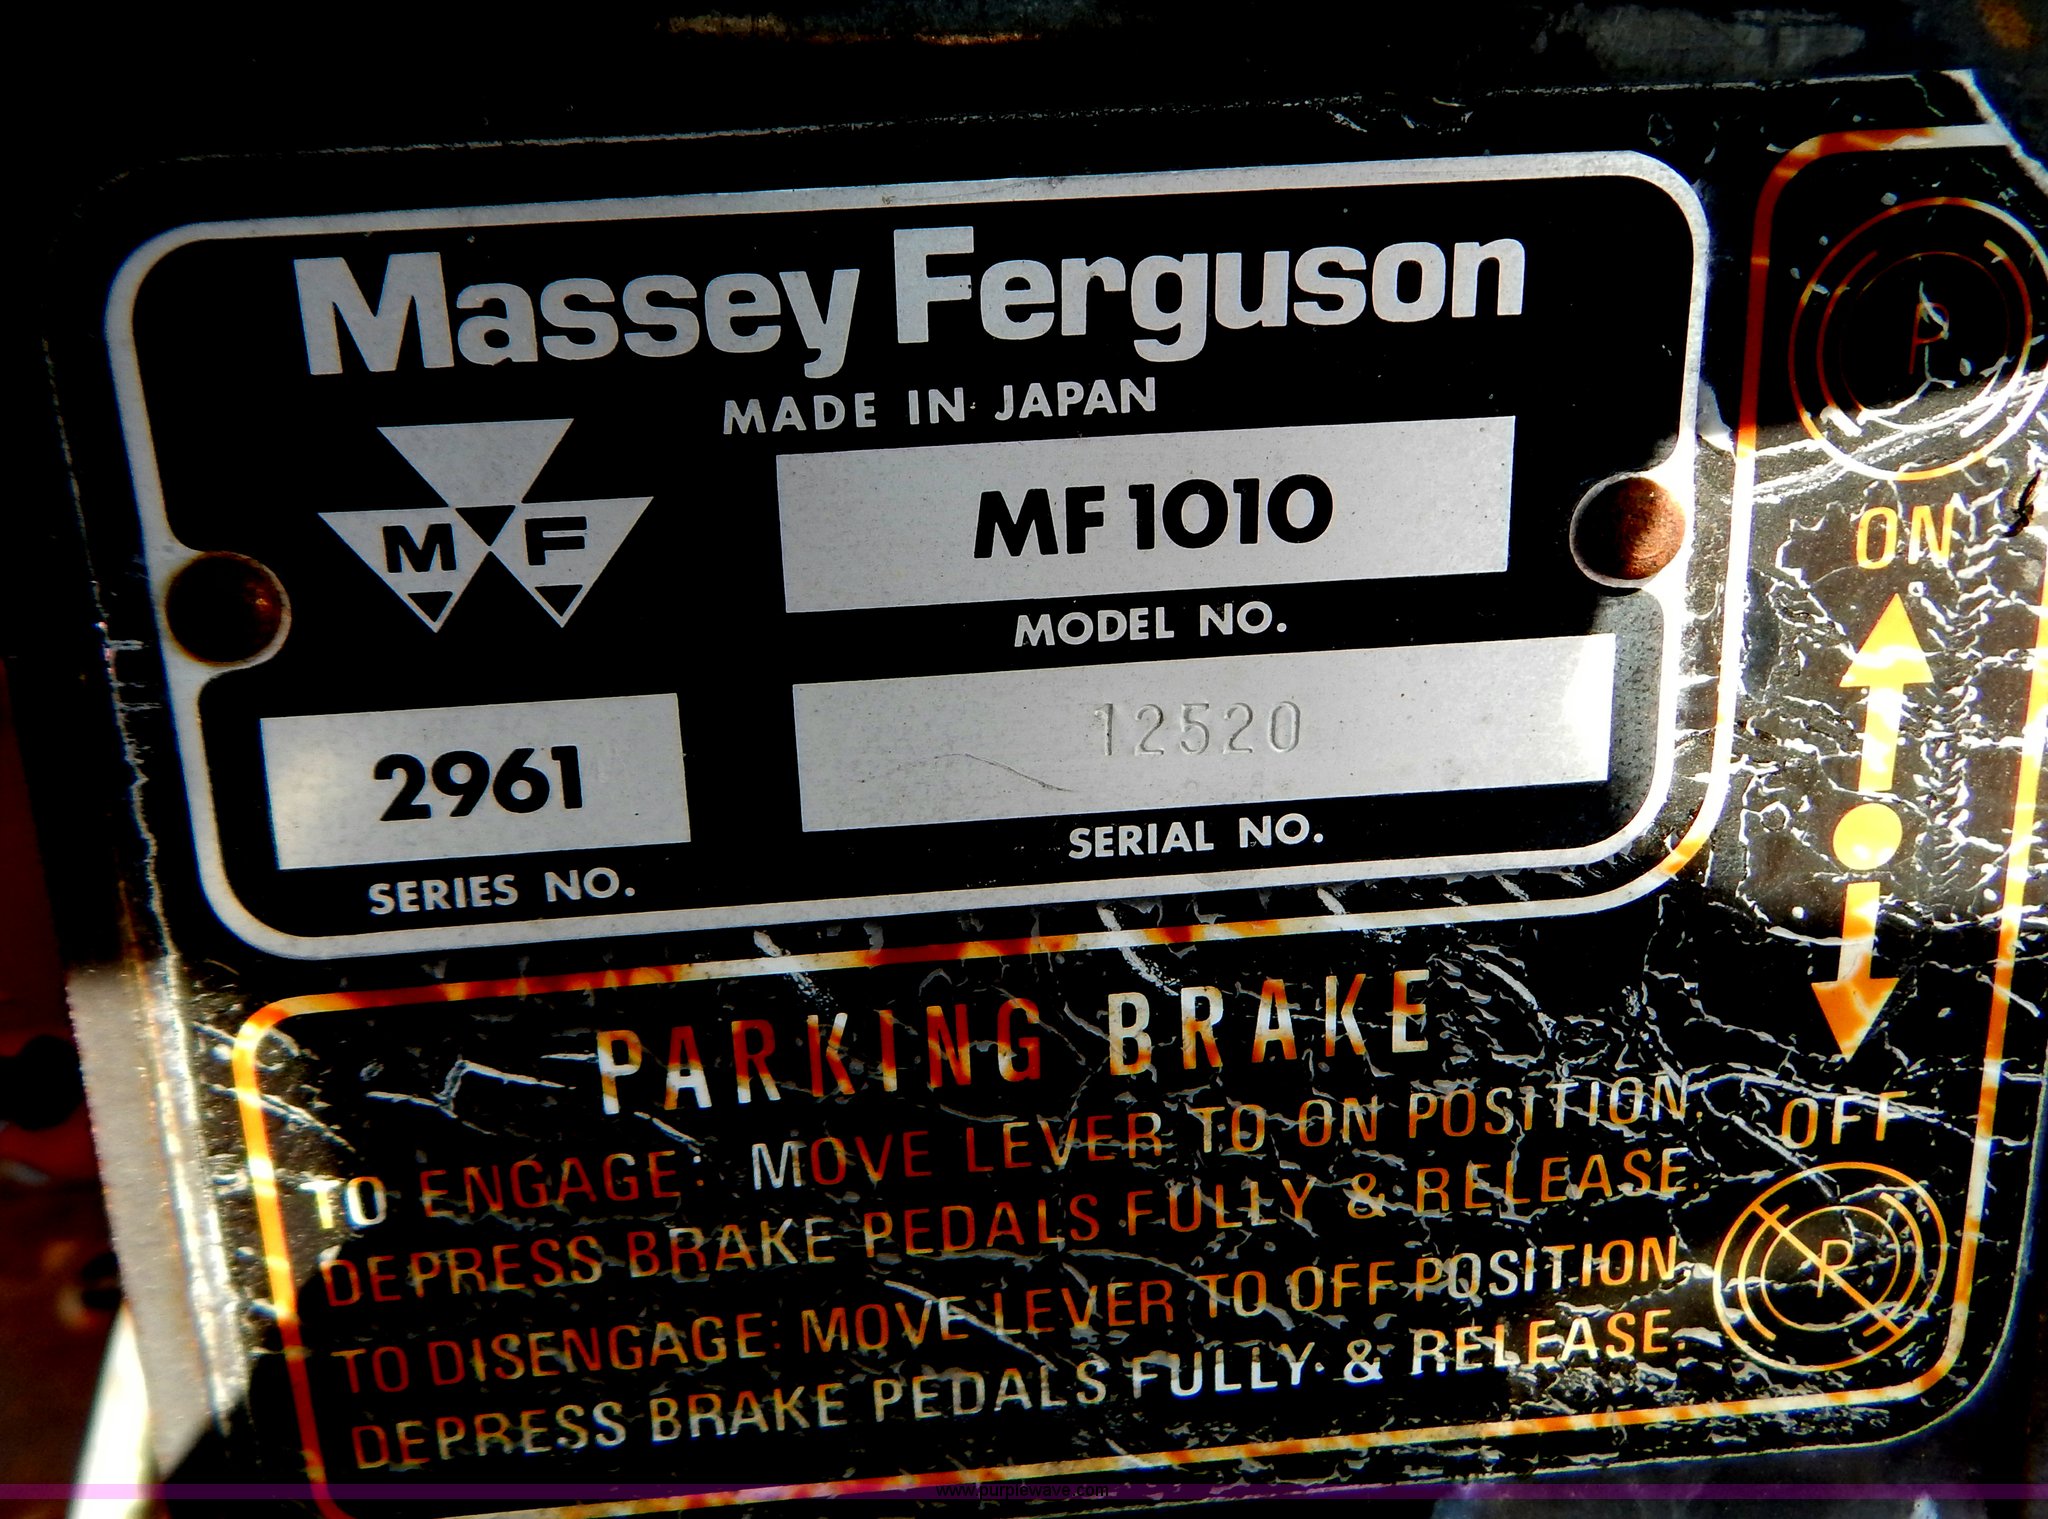 Massey Ferguson
MADE IN JAPAN
MF
MF 1010
MODEL NO.
2961
SERIES NO.
12520
SERIAL NO.
P
ON
OFF
P
PARKING BRAKE
TO ENGAGE: MOVE LEVER TO ON POSITION.
DEPRESS BRAKE PEDALS FULLY & RELEASE.
TO DISENGAGE: MOVE LEVER TO OFF POSITION
DEPRESS BRAKE PEDALS FULLY & RELEASE.
www.purplewave.com